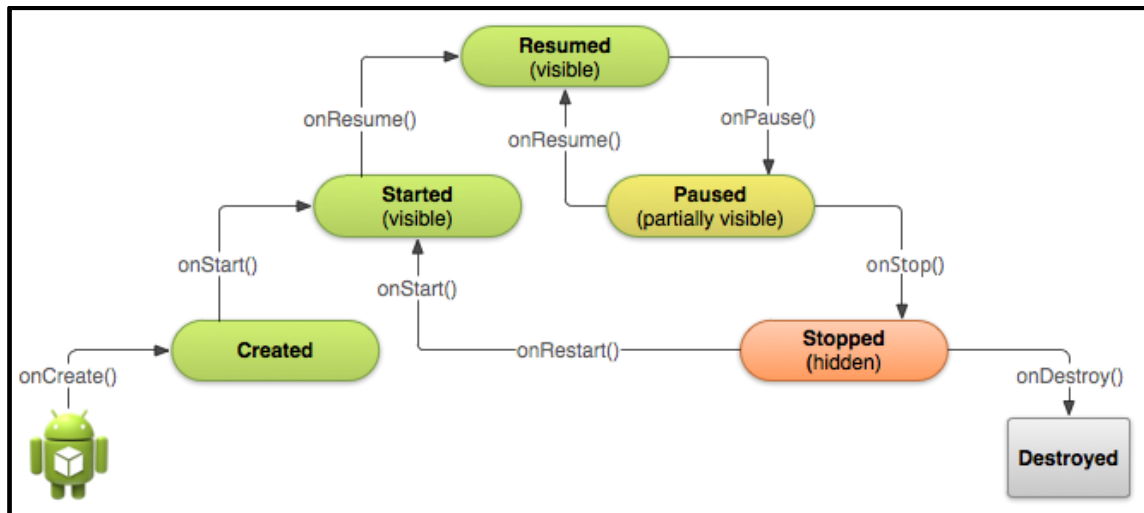 Resumed
(visible)
onResume()
onResume()
onPause()
Started
(visible)
Paused
(partially visible)
onStart()
onStart()
onStop()
Created
onRestart()
Stopped
(hidden)
onCreate()
onDestroy()
Destroyed